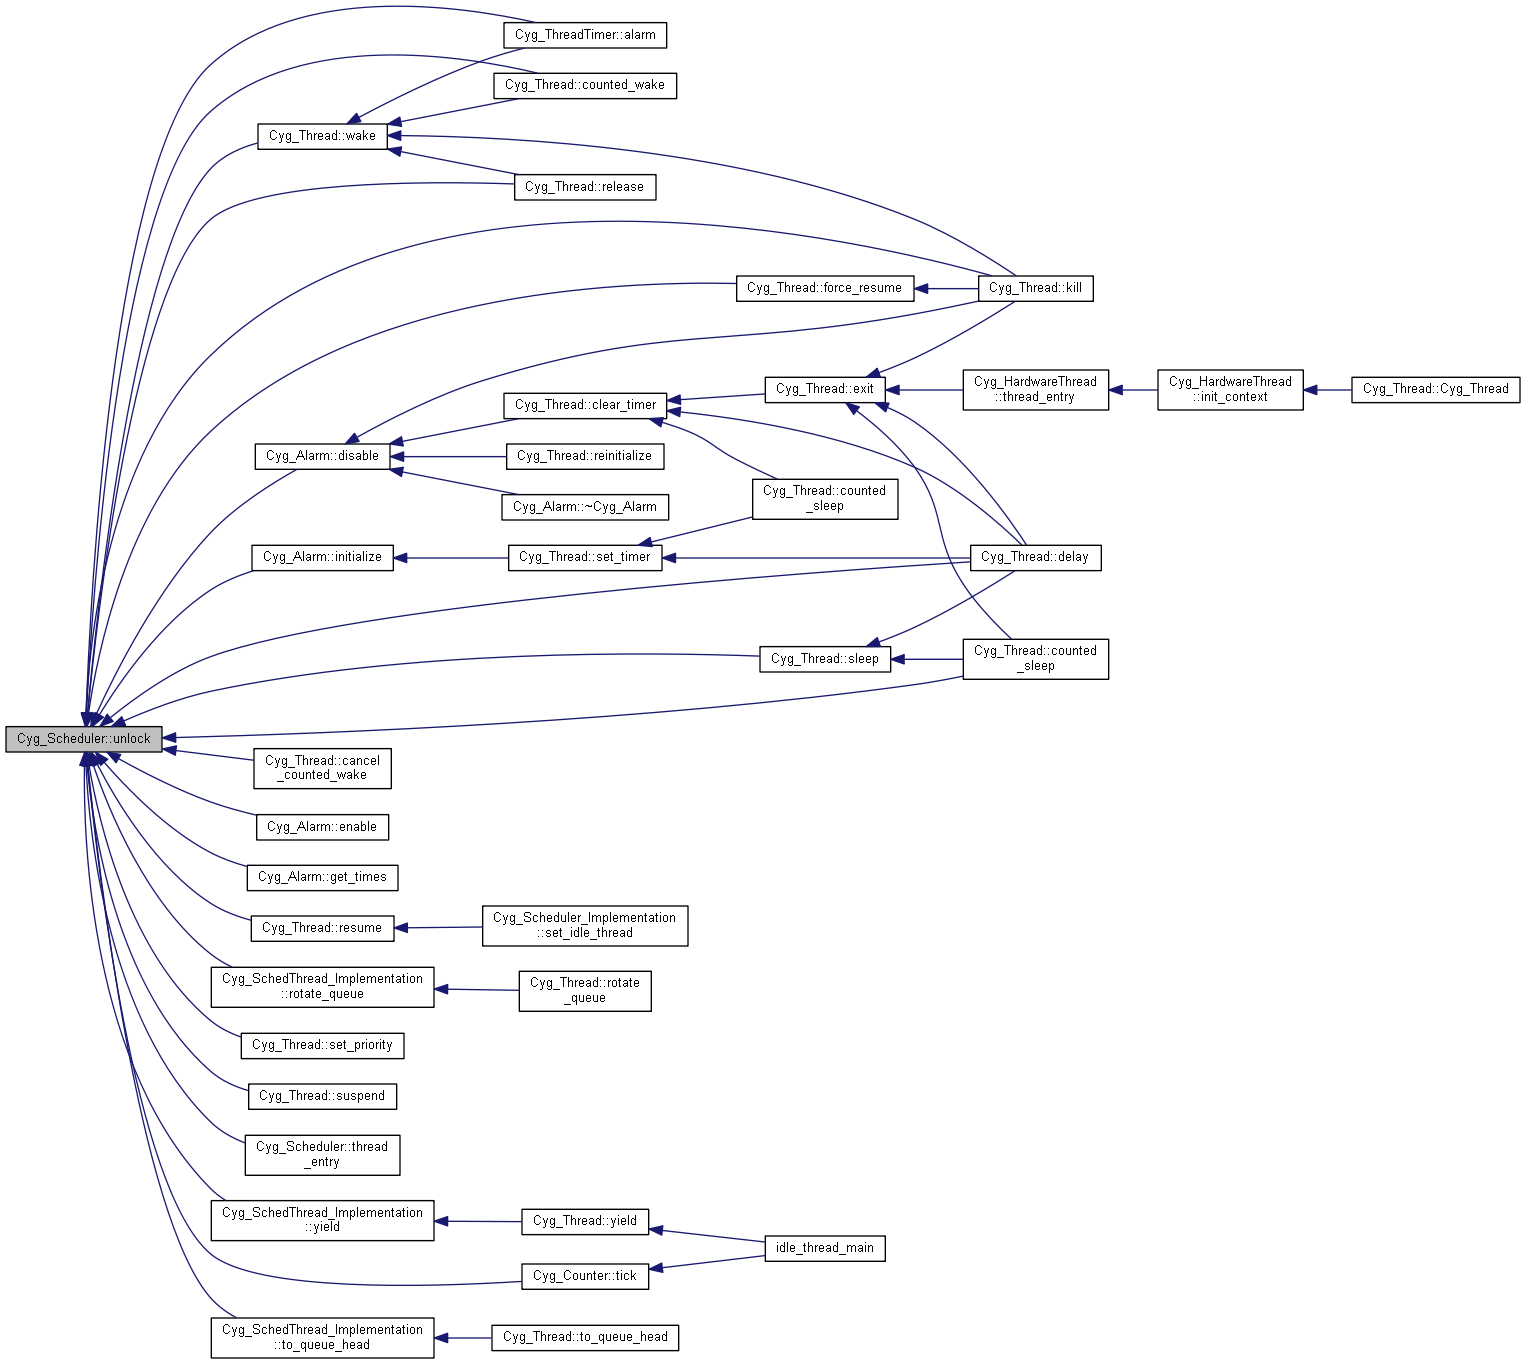 Cyg_ThreadTimer::alarm
Cyg_Thread::counted_wake
Cyg_Thread::wake
Cyg_Thread::release
Cyg_Thread::force_resume
Cyg_Thread::kill
Cyg_Thread::exit
Cyg_HardwareThread
::thread_entry
Cyg_HardwareThread
::init_context
Cyg_Thread::Cyg_Thread
Cyg_Thread::clear_timer
Cyg_Alarm::disable
Cyg_Thread::reinitialize
Cyg_Thread::counted
_sleep
Cyg_Alarm::~Cyg_Alarm
Cyg_Alarm::initialize
Cyg_Thread::set_timer
Cyg_Thread::delay
Cyg_Thread::sleep
Cyg_Thread::counted
_sleep
Cyg_Scheduler::unlock
Cyg_Thread::cancel
_counted_wake
Cyg_Alarm::enable
Cyg_Alarm::get_times
Cyg_Thread::resume
Cyg_Scheduler_Implementation
::set_idle_thread
Cyg_SchedThread_Implementation
::rotate_queue
Cyg_Thread::rotate
_queue
Cyg_Thread::set_priority
Cyg_Thread::suspend
Cyg_Scheduler::thread
_entry
Cyg_SchedThread_Implementation
::yield
Cyg_Thread::yield
idle_thread_main
Cyg_Counter::tick
Cyg_SchedThread_Implementation
::to_queue_head
Cyg_Thread::to_queue_head